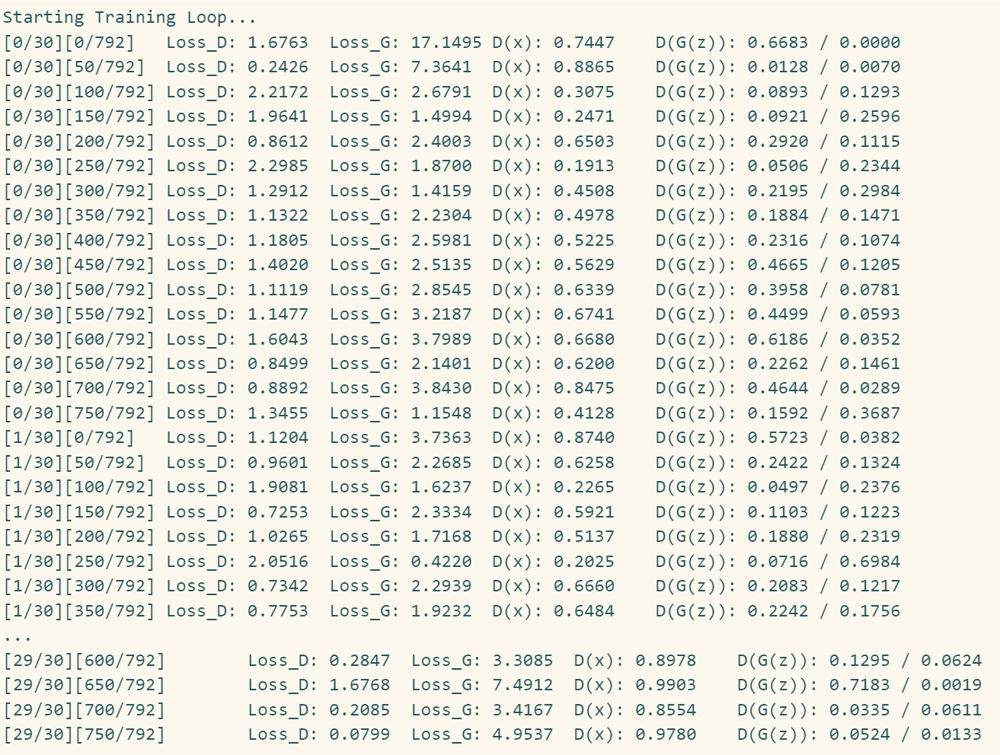 Starting Training Loop...
[0/30][0/792]	Loss_D: 1.6763	Loss_G: 17.1495	D(x): 0.7447	D(G(z)): 0.6683 / 0.0000
[0/30][50/792]	Loss_D: 0.2426	Loss_G: 7.3641	D(x): 0.8865	D(G(z)): 0.0128 / 0.0070
[0/30][100/792]	Loss_D: 2.2172	Loss_G: 2.6791	D(x): 0.3075	D(G(z)): 0.0893 / 0.1293
[0/30][150/792]	Loss_D: 1.9641	Loss_G: 1.4994	D(x): 0.2471	D(G(z)): 0.0921 / 0.2596
[0/30][200/792]	Loss_D: 0.8612	Loss_G: 2.4003	D(x): 0.6503	D(G(z)): 0.2920 / 0.1115
[0/30][250/792]	Loss_D: 2.2985	Loss_G: 1.8700	D(x): 0.1913	D(G(z)): 0.0506 / 0.2344
[0/30][300/792]	Loss_D: 1.2912	Loss_G: 1.4159	D(x): 0.4508	D(G(z)): 0.2195 / 0.2984
[0/30][350/792]	Loss_D: 1.1322	Loss_G: 2.2304	D(x): 0.4978	D(G(z)): 0.1884 / 0.1471
[0/30][400/792]	Loss_D: 1.1805	Loss_G: 2.5981	D(x): 0.5225	D(G(z)): 0.2316 / 0.1074
[0/30][450/792]	Loss_D: 1.4020	Loss_G: 2.5135	D(x): 0.5629	D(G(z)): 0.4665 / 0.1205
[0/30][500/792]	Loss_D: 1.1119	Loss_G: 2.8545	D(x): 0.6339	D(G(z)): 0.3958 / 0.0781
[0/30][550/792]	Loss_D: 1.1477	Loss_G: 3.2187	D(x): 0.6741	D(G(z)): 0.4499 / 0.0593
[0/30][600/792]	Loss_D: 1.6043	Loss_G: 3.7989	D(x): 0.6680	D(G(z)): 0.6186 / 0.0352
[0/30][650/792]	Loss_D: 0.8499	Loss_G: 2.1401	D(x): 0.6200	D(G(z)): 0.2262 / 0.1461
[0/30][700/792]	Loss_D: 0.8892	Loss_G: 3.8430	D(x): 0.8475	D(G(z)): 0.4644 / 0.0289
[0/30][750/792]	Loss_D: 1.3455	Loss_G: 1.1548	D(x): 0.4128	D(G(z)): 0.1592 / 0.3687
[1/30][0/792]	Loss_D: 1.1204	Loss_G: 3.7363	D(x): 0.8740	D(G(z)): 0.5723 / 0.0382
[1/30][50/792]	Loss_D: 0.9601	Loss_G: 2.2685	D(x): 0.6258	D(G(z)): 0.2422 / 0.1324
[1/30][100/792]	Loss_D: 1.9081	Loss_G: 1.6237	D(x): 0.2265	D(G(z)): 0.0497 / 0.2376
[1/30][150/792]	Loss_D: 0.7253	Loss_G: 2.3334	D(x): 0.5921	D(G(z)): 0.1103 / 0.1223
[1/30][200/792]	Loss_D: 1.0265	Loss_G: 1.7168	D(x): 0.5137	D(G(z)): 0.1880 / 0.2319
[1/30][250/792]	Loss_D: 2.0516	Loss_G: 0.4220	D(x): 0.2025	D(G(z)): 0.0716 / 0.6984
[1/30][300/792]	Loss_D: 0.7342	Loss_G: 2.2939	D(x): 0.6660	D(G(z)): 0.2083 / 0.1217
[1/30][350/792]	Loss_D: 0.7753	Loss_G: 1.9232	D(x): 0.6484	D(G(z)): 0.2242 / 0.1756
...
[29/30][600/792]	Loss_D: 0.2847	Loss_G: 3.3085	D(x): 0.8978	D(G(z)): 0.1295 / 0.0624
[29/30][650/792]	Loss_D: 1.6768	Loss_G: 7.4912	D(x): 0.9903	D(G(z)): 0.7183 / 0.0019
[29/30][700/792]	Loss_D: 0.2085	Loss_G: 3.4167	D(x): 0.8554	D(G(z)): 0.0335 / 0.0611
[29/30][750/792]	Loss_D: 0.0799	Loss_G: 4.9537	D(x): 0.9780	D(G(z)): 0.0524 / 0.0133